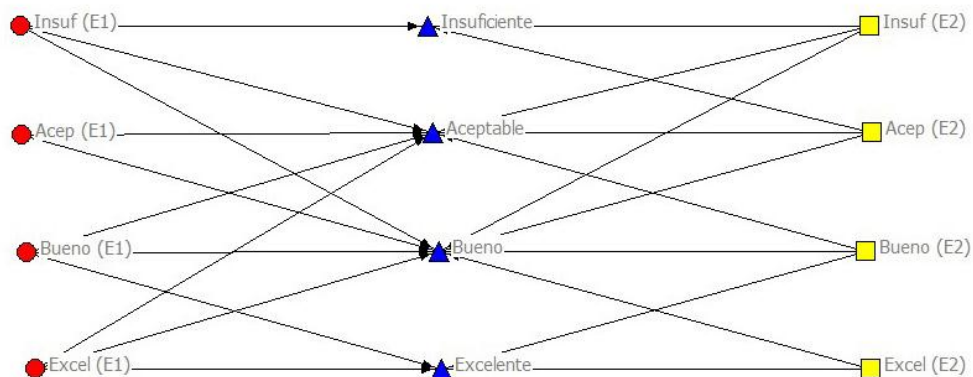 Insuf (E1) Insuficiente Insuf (E2)
Acep (E1) Aceptable Acep (E2)
Bueno (E1) Bueno Bueno (E2)
Excel (E1) Excelente Excel (E2)